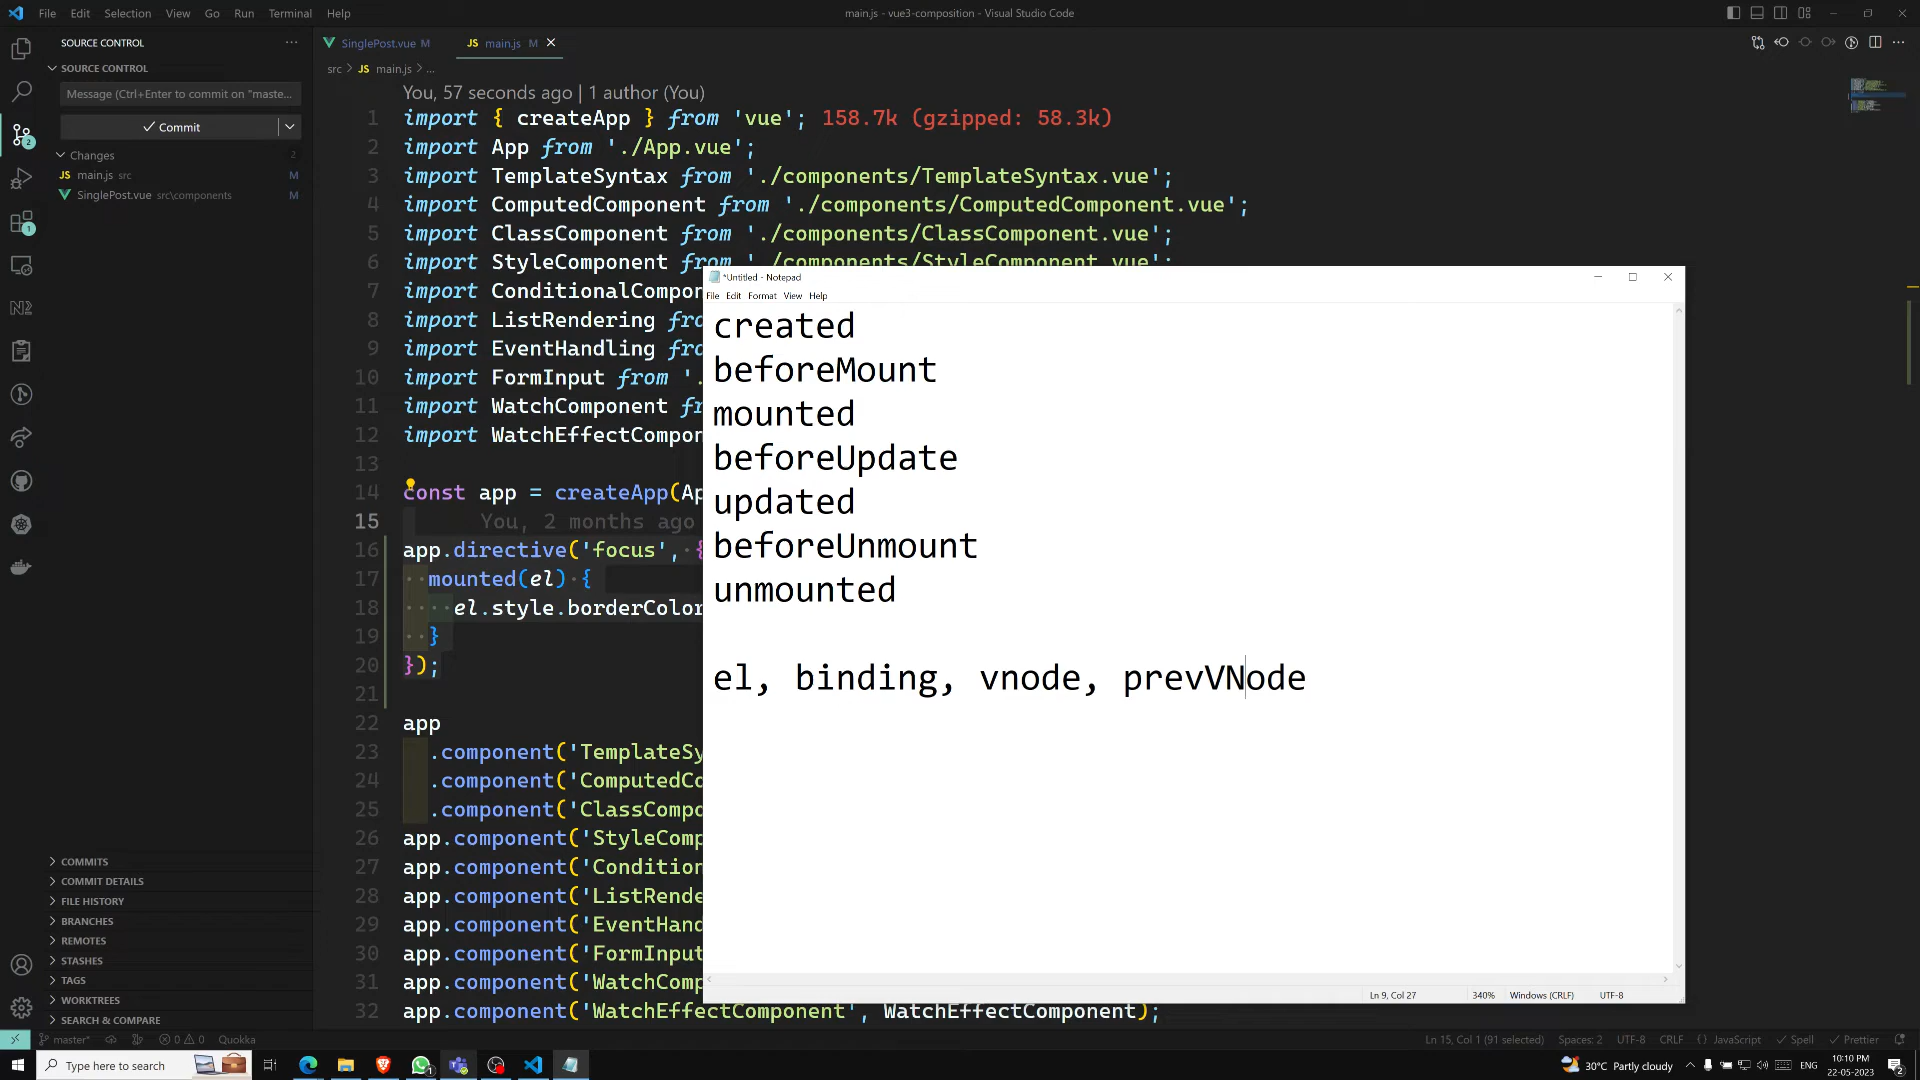 File Edit Selection View Go Run Terminal Help
main.js - vue3-composition - Visual Studio Code
SOURCE CONTROL
SOURCE CONTROL
Message (Ctrl+Enter to commit on "maste...
Commit
Changes 2
JS main.js src M
SinglePost.vue src\components M
COMMITS
COMMIT DETAILS
FILE HISTORY
BRANCHES
REMOTES
STASHES
TAGS
WORKTREES
SEARCH & COMPARE
SinglePost.vue M
JS main.js M
src > JS main.js > ...
You, 57 seconds ago | 1 author (You)
1 import { createApp } from 'vue'; 158.7k (gzipped: 58.3k)
2 import App from './App.vue';
3 import TemplateSyntax from './components/TemplateSyntax.vue';
4 import ComputedComponent from './components/ComputedComponent.vue';
5 import ClassComponent from './components/ClassComponent.vue';
6 import StyleComponent from './components/StyleComponent.vue';
7 import ConditionalCompon
8 import ListRendering fro
9 import EventHandling fro
10 import FormInput from '.
11 import WatchComponent fr
12 import WatchEffectCompon
13
14 const app = createApp(Ap
15 You, 2 months ago
16 app.directive('focus', {
17 mounted(el) {
18 el.style.borderColor
19 }
20 });
21
22 app
23 .component('TemplateSy
24 .component('ComputedCo
25 .component('ClassCompo
26 app.component('StyleComp
27 app.component('Condition
28 app.component('ListRende
29 app.component('EventHand
30 app.component('FormInput
31 app.component('WatchComp
32 app.component('WatchEffectComponent', WatchEffectComponent);
*Untitled - Notepad
File Edit Format View Help
created
beforeMount
mounted
beforeUpdate
updated
beforeUnmount
unmounted
el, binding, vnode, prevVNode
Ln 9, Col 27 340% Windows (CRLF) UTF-8
master* 0 0 Quokka
Ln 15, Col 1 (91 selected) Spaces: 2 UTF-8 CRLF { } JavaScript Spell Prettier
Type here to search
30°C Partly cloudy ENG
10:10 PM
22-05-2023